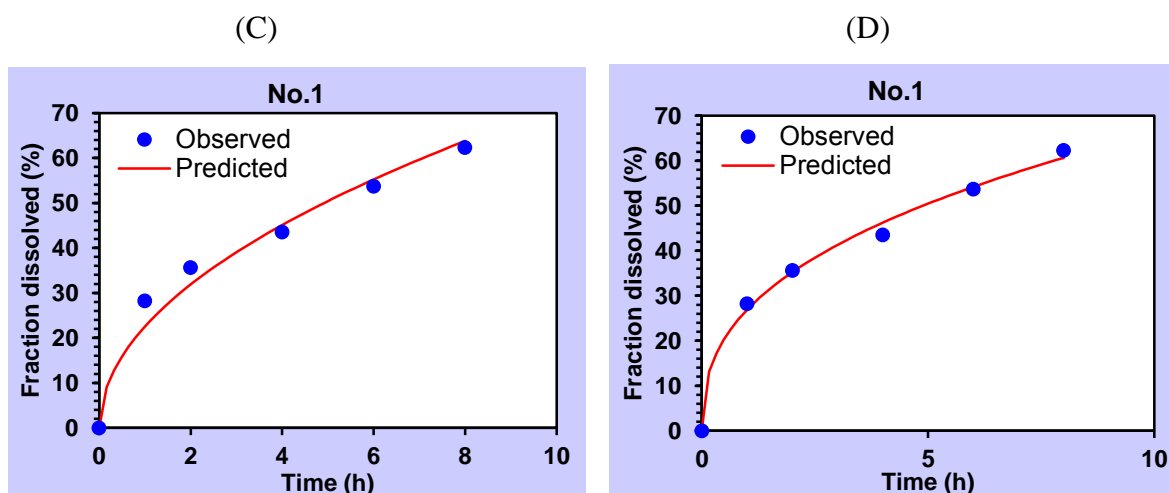 (C)
No.1
Fraction dissolved (%)
70
60
50
40
30
20
10
0
Observed
Predicted
0 2 4 6 8 10
Time (h)
(D)
No.1
Fraction dissolved (%)
70
60
50
40
30
20
10
0
Observed
Predicted
0 5 10
Time (h)